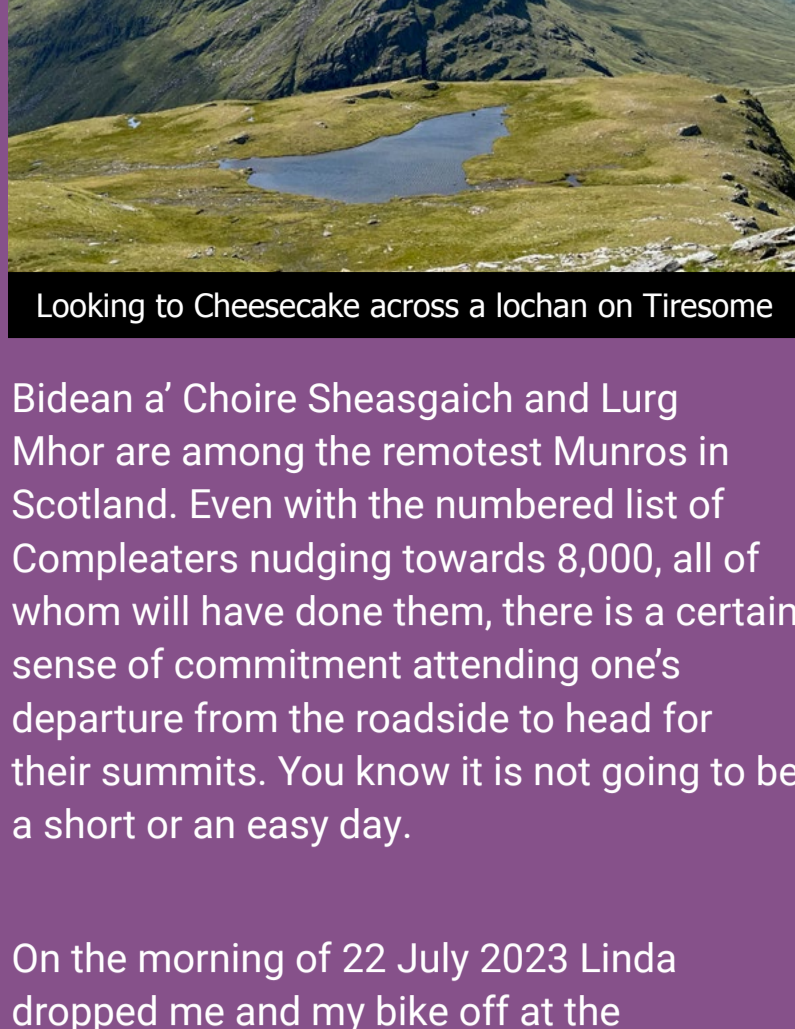 Looking to Cheesecake across a lochan on Tiresome
Bidean a’ Choire Sheasgaich and Lurg
Mhor are among the remotest Munros in
Scotland. Even with the numbered list of
Compleaters nudging towards 8,000, all of
whom will have done them, there is a certain
sense of commitment attending one’s
departure from the roadside to head for
their summits. You know it is not going to be
a short or an easy day.
On the morning of 22 July 2023 Linda
dropped me and my bike off at the